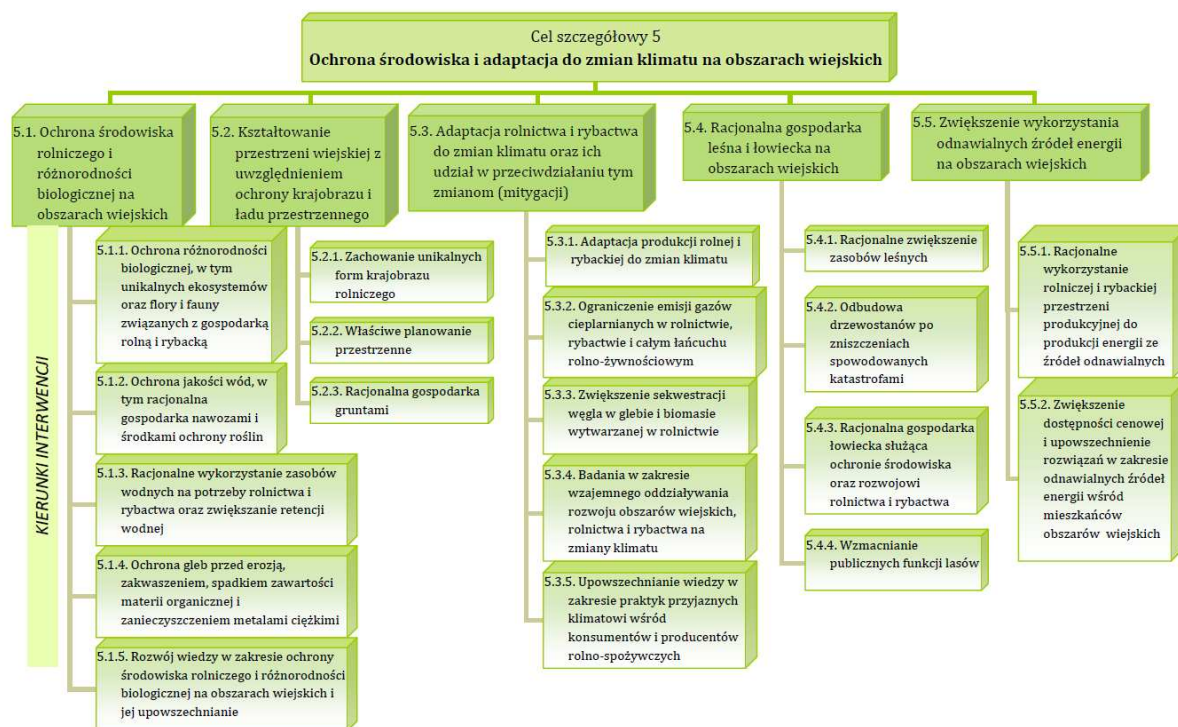 Cel szczegółowy 5
Ochrona środowiska i adaptacja do zmian klimatu na obszarach wiejskich
5.1. Ochrona środowiska
rolniczego i
różnorodności
biologicznej na
obszarach wiejskich
5.2. Kształtowanie
przestrzeni wiejskiej z
uwzględnieniem
ochrony krajobrazu i
ładu przestrzennego
5.3. Adaptacja rolnictwa i rybactwa
do zmian klimatu oraz ich
udział w przeciwdziałaniu tym
zmianom (mitygacji)
5.4. Racjonalna gospodarka
leśna i łowiecka na
obszarach wiejskich
5.5. Zwiększenie wykorzystania
odnawialnych źródeł energii
na obszarach wiejskich
KIERUNKI INTERWENCJI
5.1.1. Ochrona różnorodności
biologicznej, w tym
unikalnych ekosystemów
oraz flory i fauny
związanych z gospodarką
rolną i rybacką
5.1.2. Ochrona jakości wód, w
tym racjonalna
gospodarka nawozami i
środkami ochrony roślin
5.1.3. Racjonalne wykorzystanie zasobów
wodnych na potrzeby rolnictwa i
rybactwa oraz zwiększanie retencji
wodnej
5.1.4. Ochrona gleb przed erozją,
zakwaszeniem, spadkiem zawartości
materii organicznej i
zanieczyszczeniem metalami ciężkimi
5.1.5. Rozwój wiedzy w zakresie ochrony
środowiska rolniczego i różnorodności
biologicznej na obszarach wiejskich i
jej upowszechnianie
5.2.1. Zachowanie unikalnych
form krajobrazu
rolniczego
5.2.2. Właściwe planowanie
przestrzenne
5.2.3. Racjonalna gospodarka
gruntami
5.3.1. Adaptacja produkcji rolnej i
rybackiej do zmian klimatu
5.3.2. Ograniczenie emisji gazów
cieplarnianych w rolnictwie,
rybactwie i całym łańcuchu
rolno-żywnościowym
5.3.3. Zwiększenie sekwestracji
węgla w glebie i biomasie
wytwarzanej w rolnictwie
5.3.4. Badania w zakresie
wzajemnego oddziaływania
rozwoju obszarów wiejskich,
rolnictwa i rybactwa na
zmiany klimatu
5.3.5. Upowszechnianie wiedzy w
zakresie praktyk przyjaznych
klimatowi wśród
konsumentów i producentów
rolno-spożywczych
5.4.1. Racjonalne zwiększenie
zasobów leśnych
5.4.2. Odbudowa
drzewostanów po
zniszczeniach
spowodowanych
katastrofami
5.4.3. Racjonalna gospodarka
łowiecka służąca
ochronie środowiska
oraz rozwojowi
rolnictwa i rybactwa
5.4.4. Wzmacnianie
publicznych funkcji lasów
5.5.1. Racjonalne
wykorzystanie
rolniczej i rybackiej
przestrzeni
produkcyjnej do
produkcji energii ze
źródeł odnawialnych
5.5.2. Zwiększenie
dostępności cenowej
i upowszechnienie
rozwiązań w zakresie
odnawialnych źródeł
energii wśród
mieszkańców
obszarów wiejskich